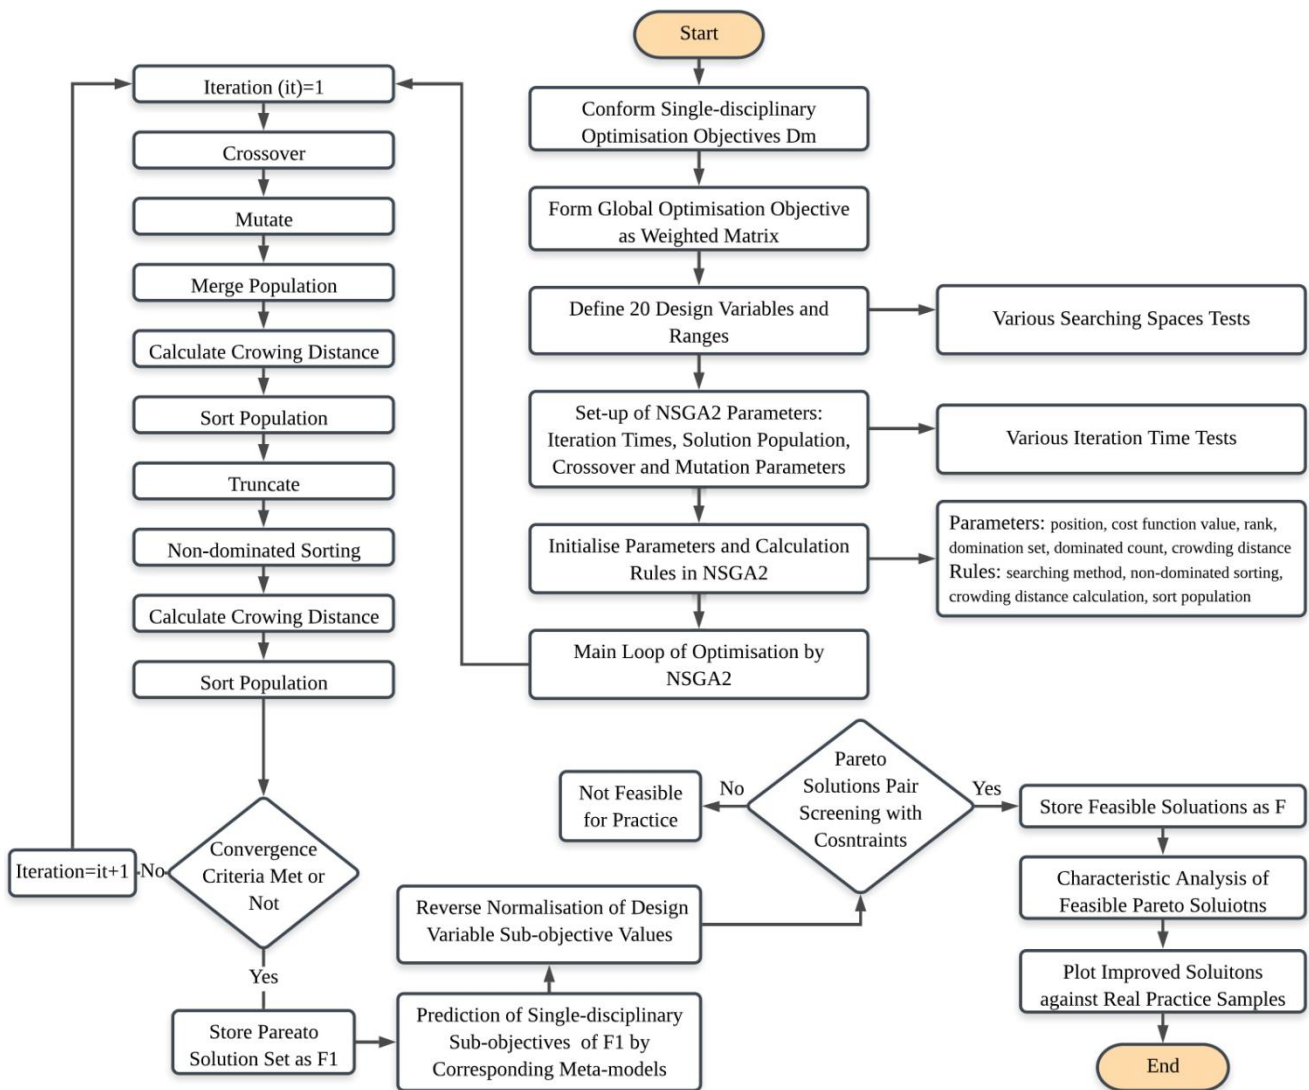 Start
Conform Single-disciplinary
Optimisation Objectives Dm
Form Global Optimisation Objective
as Weighted Matrix
Define 20 Design Variables and
Ranges
Various Searching Spaces Tests
Set-up of NSGA2 Parameters:
Iteration Times, Solution Population,
Crossover and Mutation Parameters
Various Iteration Time Tests
Initialise Parameters and Calculation
Rules in NSGA2
Parameters: position, cost function value, rank,
domination set, dominated count, crowding distance
Rules: searching method, non-dominated sorting,
crowding distance calculation, sort population
Main Loop of Optimisation by
NSGA2
Iteration (it)=1
Crossover
Mutate
Merge Population
Calculate Crowing Distance
Sort Population
Truncate
Non-dominated Sorting
Calculate Crowing Distance
Sort Population
Convergence
Criteria Met or
Not
No
Iteration=it+1
Yes
Store Pareato
Solution Set as F1
Prediction of Single-disciplinary
Sub-objectives of F1 by
Corresponding Meta-models
Reverse Normalisation of Design
Variable Sub-objective Values
Pareto
Solutions Pair
Screening with
Cosntraints
No
Not Feasible
for Practice
Yes
Store Feasible Soluations as F
Characteristic Analysis of
Feasible Pareto Soluiotns
Plot Improved Soluitons
against Real Practice Samples
End